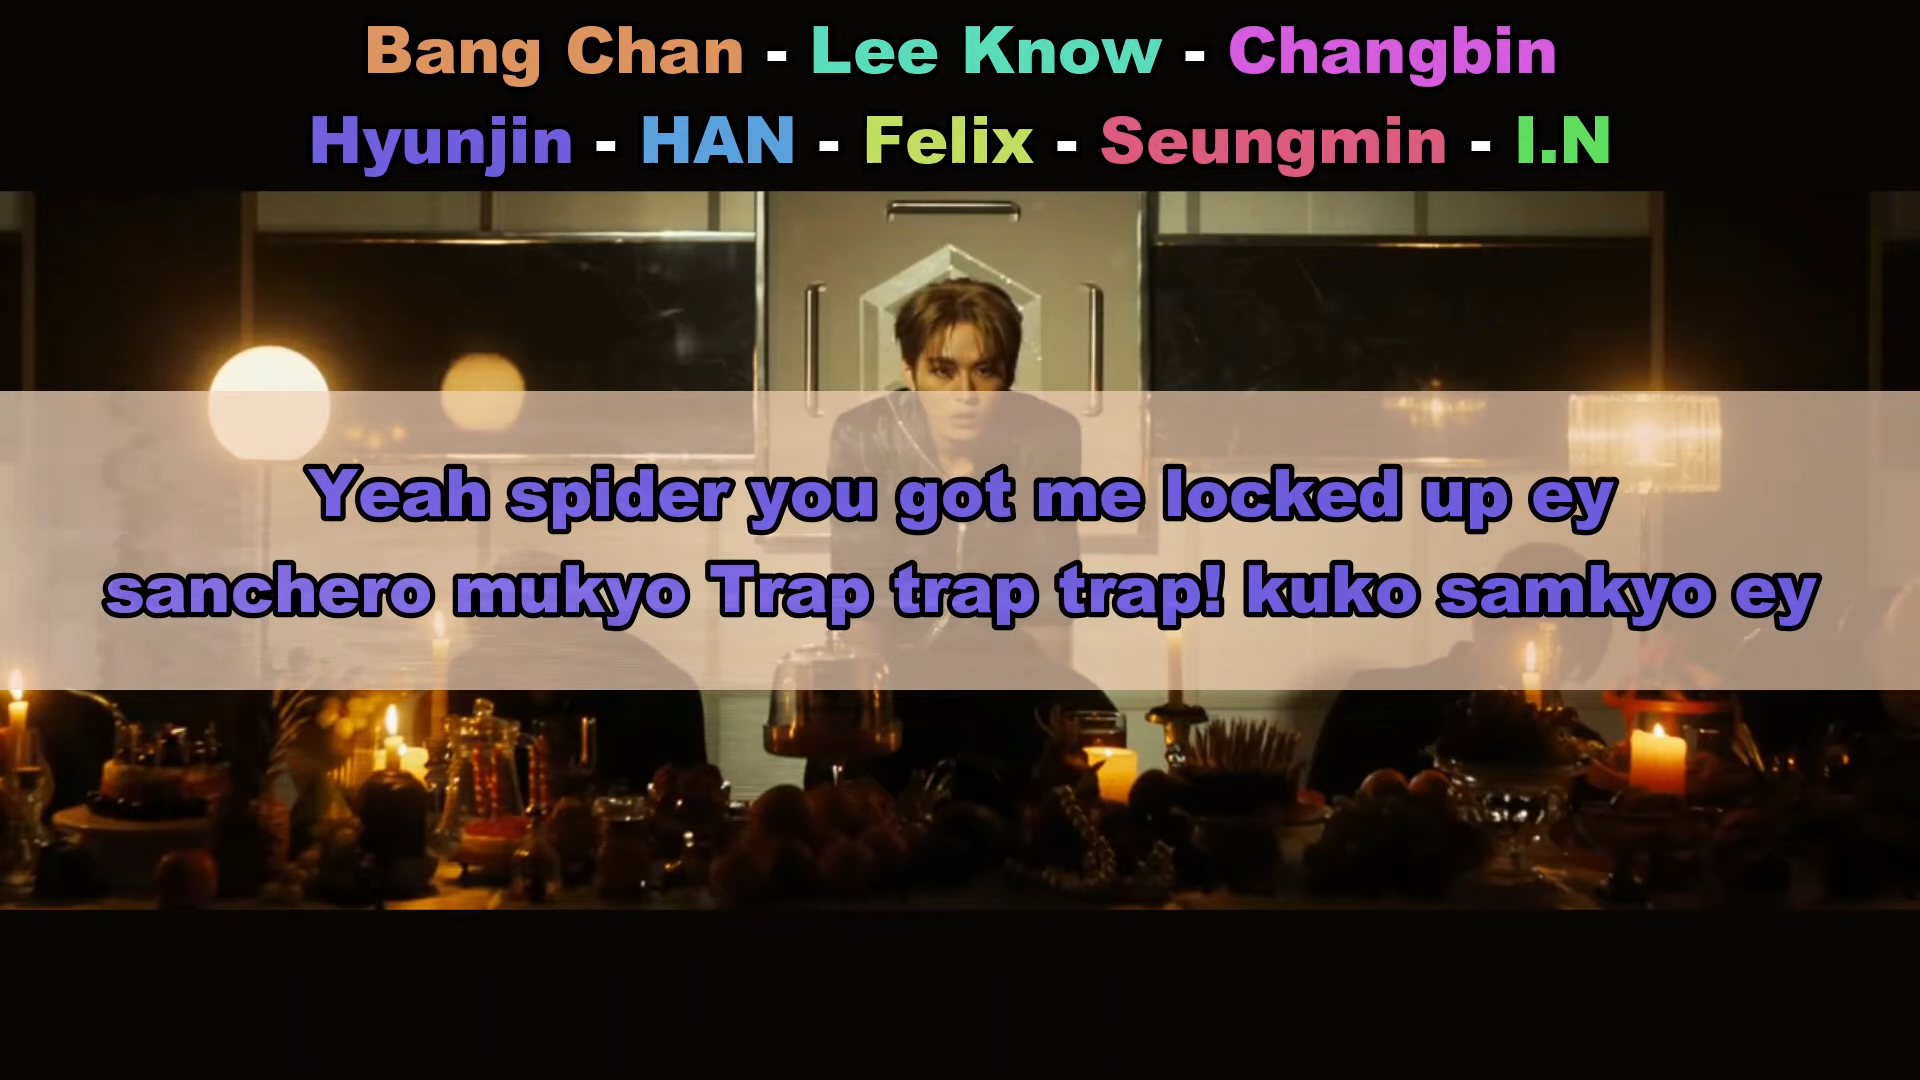 Bang Chan - Lee Know - Changbin
Hyunjin - HAN - Felix - Seungmin - I.N
Yeah spider you got me locked up ey
sanchero mukyo Trap trap trap! kuko samkyo ey